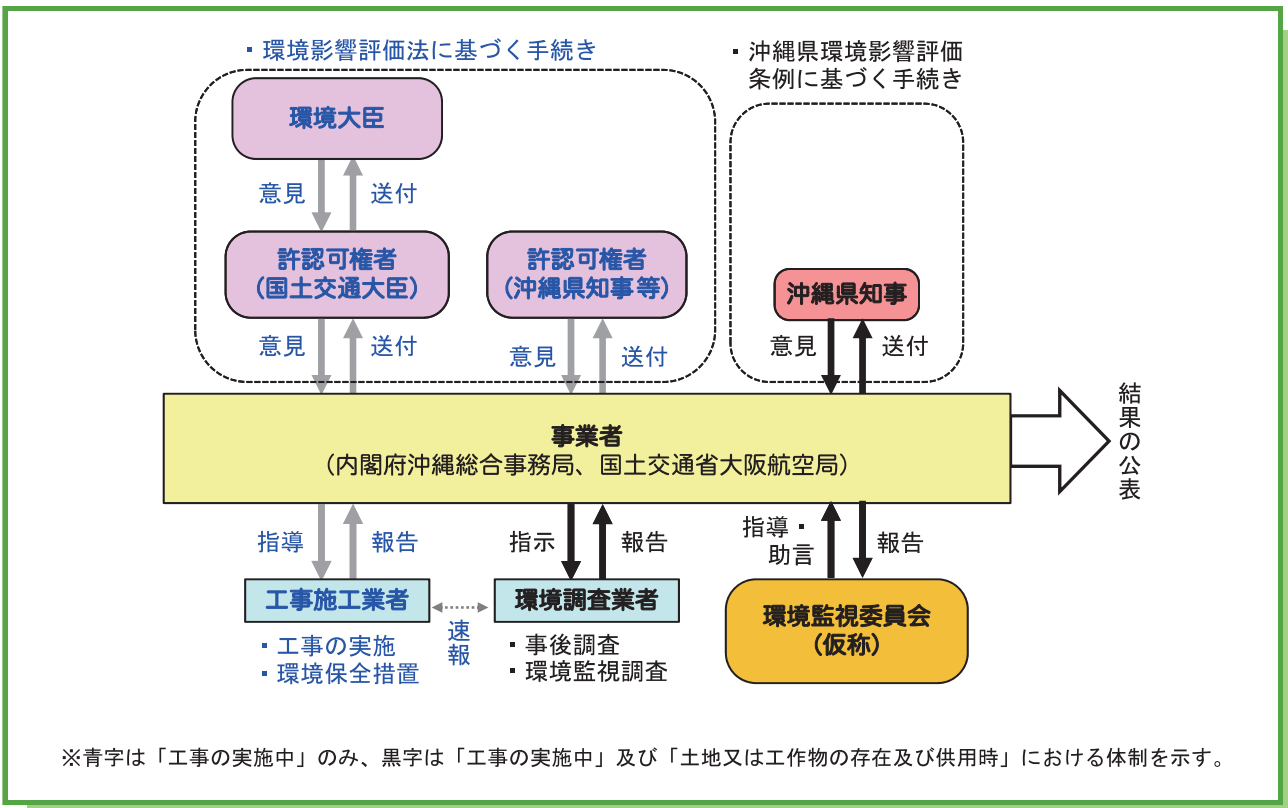 ・環境影響評価法に基づく手続き
・沖縄県環境影響評価
条例に基づく手続き
環境大臣
意見
送付
許認可権者
（国土交通大臣）
許認可権者
（沖縄県知事等）
沖縄県知事
意見
送付
意見
送付
意見
送付
事業者
（内閣府沖縄総合事務局、国土交通省大阪航空局）
結果の公表
指導
報告
指示
報告
指導・
助言
報告
工事施工業者
速報
環境調査業者
環境監視委員会
（仮称）
・工事の実施
・環境保全措置
・事後調査
・環境監視調査
※青字は「工事の実施中」のみ、黒字は「工事の実施中」及び「土地又は工作物の存在及び供用時」における体制を示す。